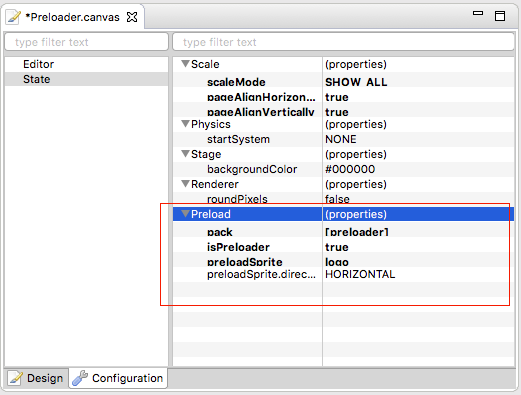 *Preloader.canvas
type filter text type filter text
Editor
State
Scale (properties)
scaleMode SHOW_ALL
pageAlignHorizon... true
pageAlignVertically true
Physics (properties)
startSystem NONE
Stage (properties)
backgroundColor #000000
Renderer (properties)
roundPixels false
Preload (properties)
pack [preloader]
isPreloader true
preloadSprite logo
preloadSprite.direc... HORIZONTAL
Design Configuration